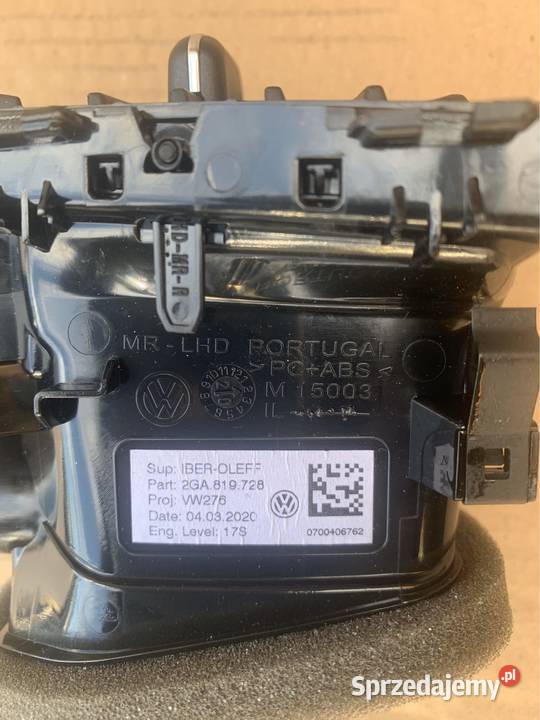 MR-LHD PORTUGAL
>PC+ABS<
M 15003
IL
Sup: IBER-OLEFF
Part: 2GA.819.728
Proj: VW276
Date: 04.03.2020
Eng. Level: 17S
0700406762
Sprzedajemy.pl